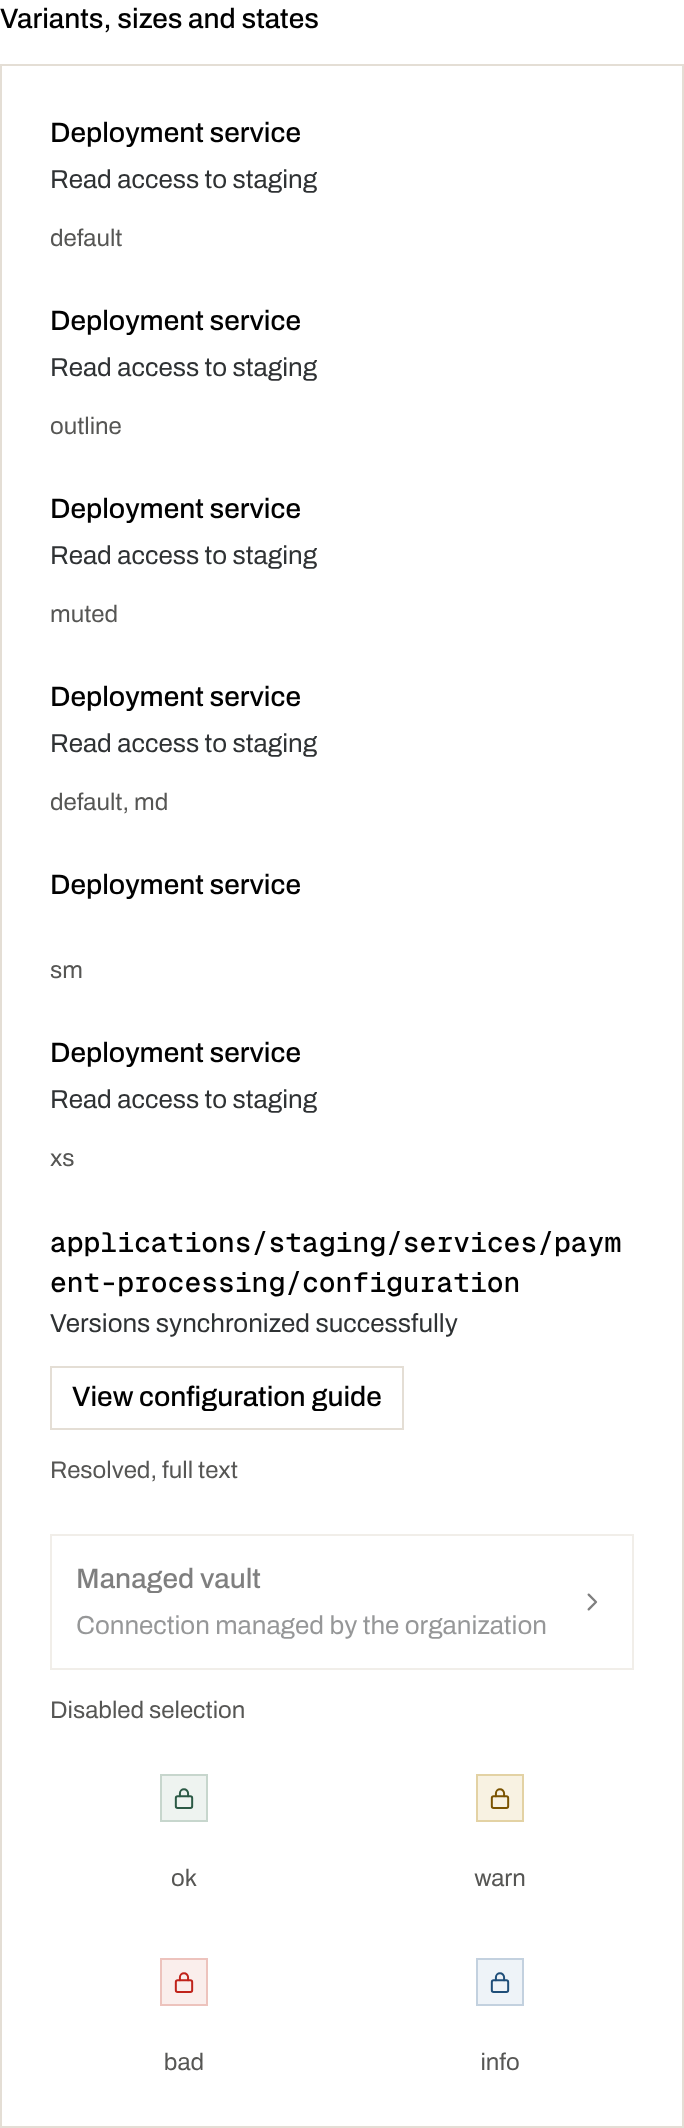 Variants, sizes and states
Deployment service
Read access to staging
default
Deployment service
Read access to staging
outline
Deployment service
Read access to staging
muted
Deployment service
Read access to staging
default, md
Deployment service
sm
Deployment service
Read access to staging
xs
applications/staging/services/paym
ent-processing/configuration
Versions synchronized successfully
View configuration guide
Resolved, full text
Managed vault
Connection managed by the organization
Disabled selection
ok
warn
bad
info